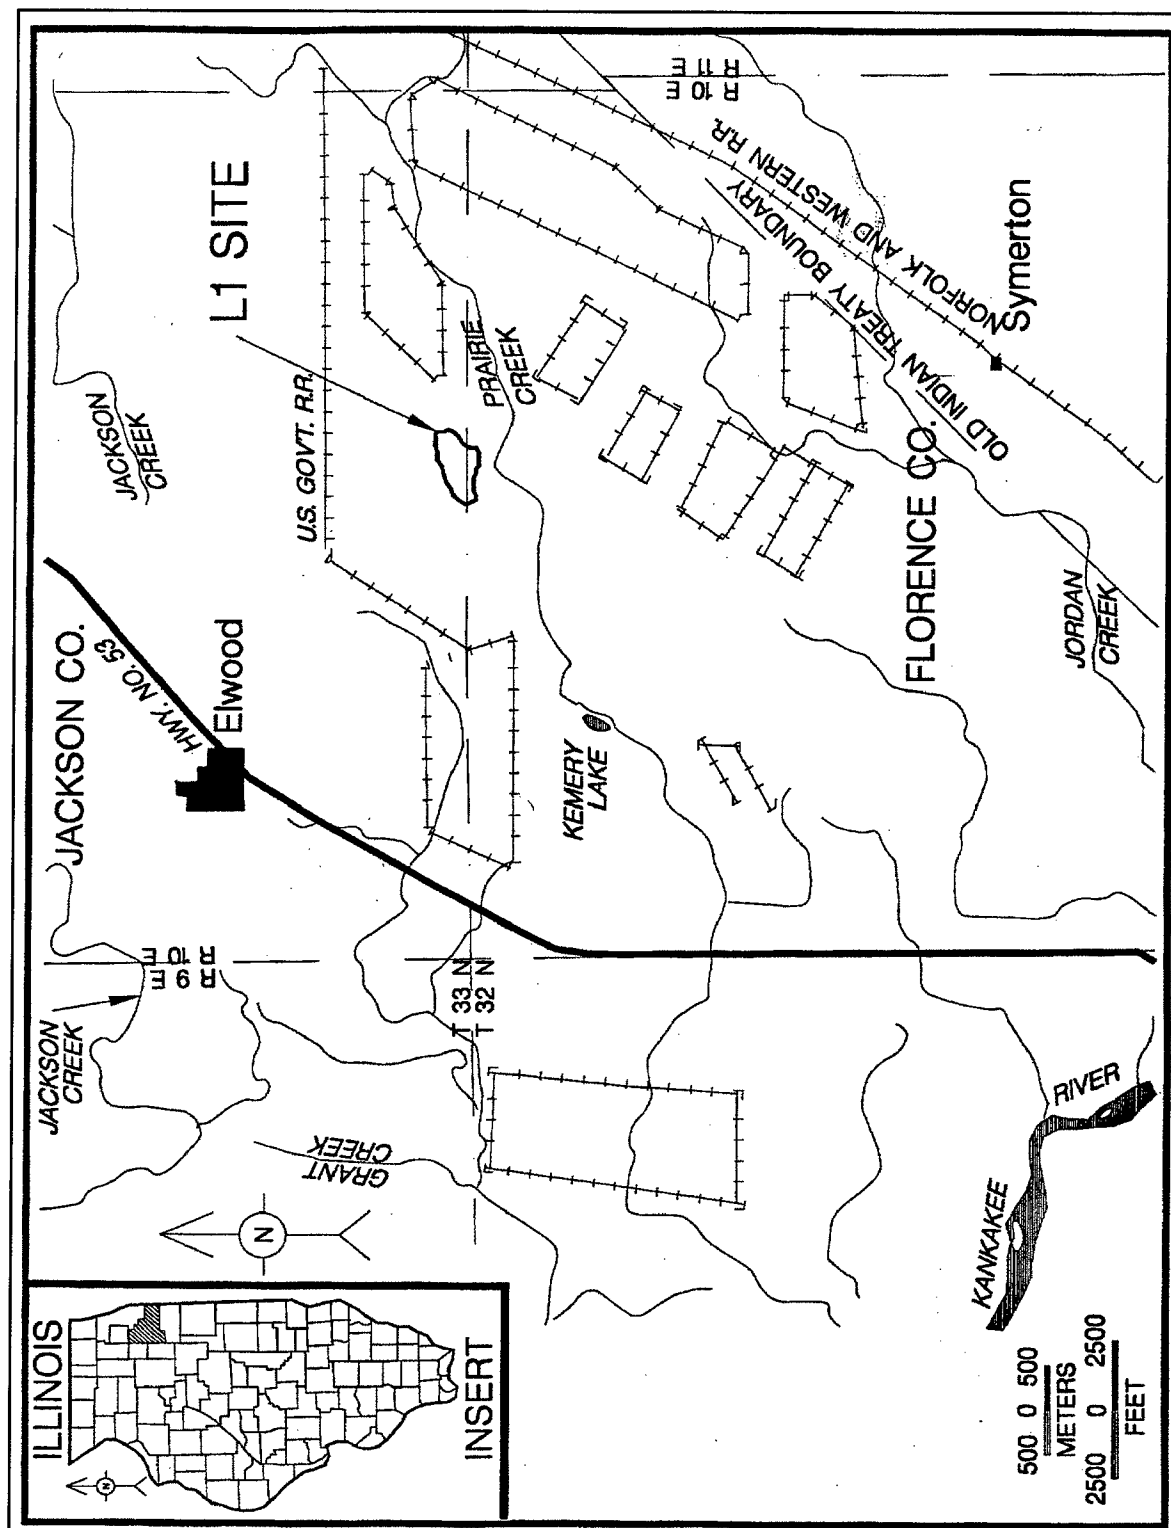 ILLINOIS
N
INSERT
N
JACKSON
CREEK
R 9 E
R 10 E
JACKSON CO.
HWY. NO. 53
Elwood
JACKSON
CREEK
L1 SITE
U.S. GOVT. R.R.
GRANT
CREEK
T 33 N
T 32 N
KEMERY
LAKE
PRAIRIE
CREEK
R 10 E
R 11 E
NORFOLK AND WESTERN R.R.
OLD INDIAN TREATY BOUNDARY
Symerton
FLORENCE CO.
JORDAN
CREEK
KANKAKEE
RIVER
500 0 500
METERS
2500 0 2500
FEET